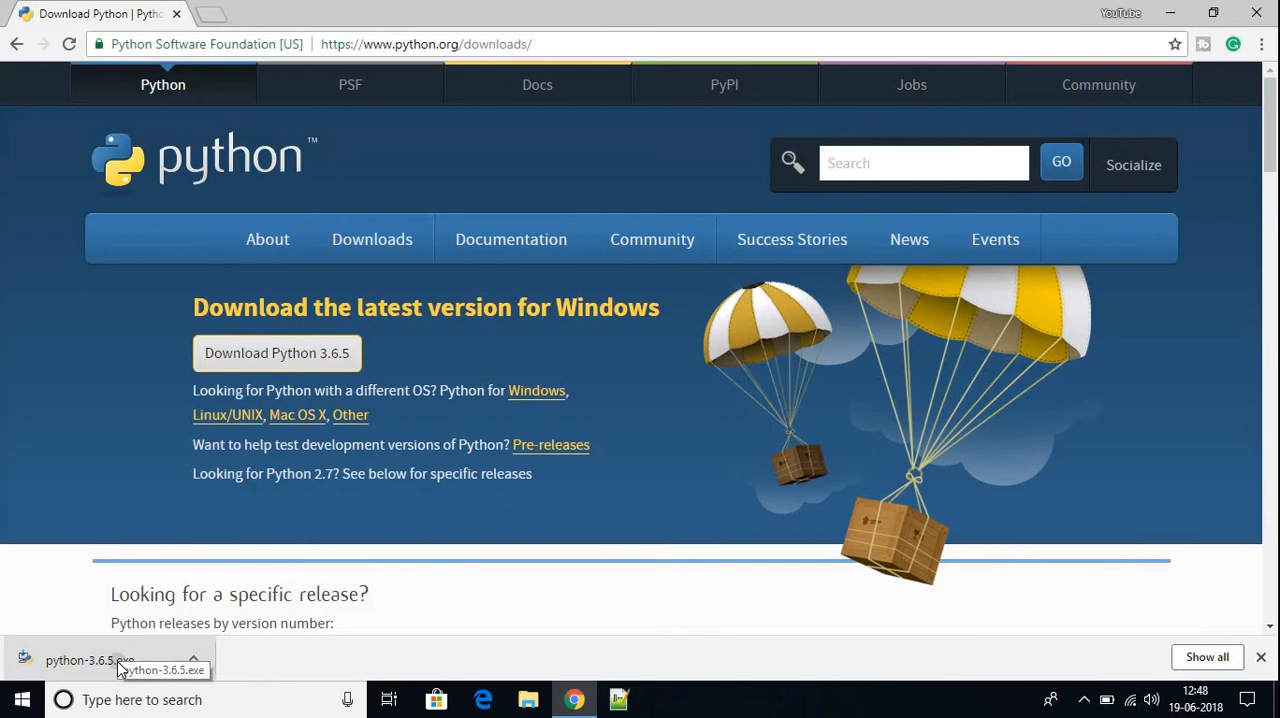 Download Python | Pytho
YouTube
Python Software Foundation [US]
https://www.python.org/downloads/
Python
PSF
Docs
PyPI
Jobs
Community
python™
Search
GO
Socialize
About
Downloads
Documentation
Community
Success Stories
News
Events
Download the latest version for Windows
Download Python 3.6.5
Looking for Python with a different OS? Python for Windows,
Linux/UNIX, Mac OS X, Other
Want to help test development versions of Python? Pre-releases
Looking for Python 2.7? See below for specific releases
Looking for a specific release?
Python releases by version number:
python-3.6.5.exe
python-3.6.5.exe
Show all
Type here to search
12:48
19-06-2018